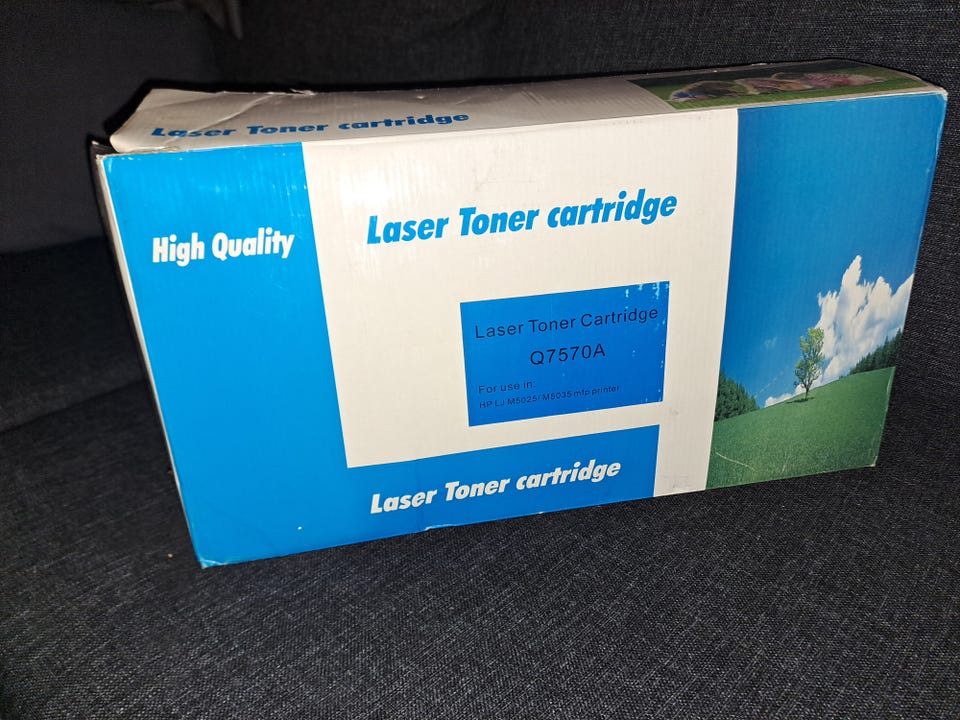 Laser Toner cartridge
High Quality
Laser Toner cartridge
Laser Toner Cartridge
Q7570A
For use in:
HP LJ M5025/ M5035 mfp printer
Laser Toner cartridge